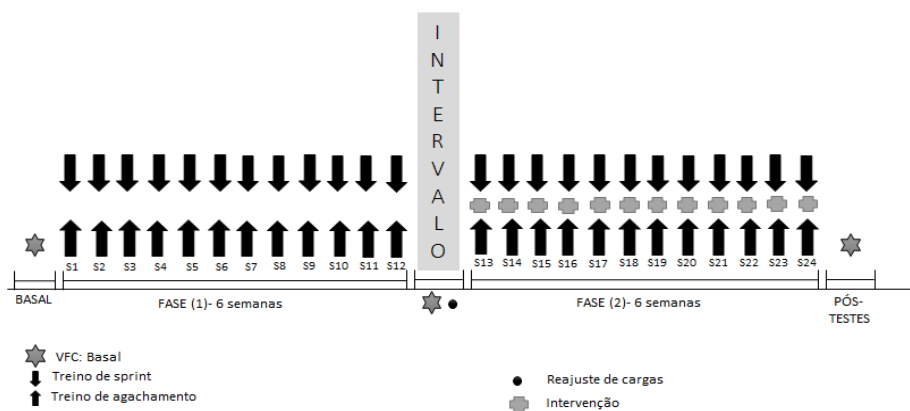 INTERVALO
S1 S2 S3 S4 S5 S6 S7 S8 S9 S10 S11 S12
S13 S14 S15 S16 S17 S18 S19 S20 S21 S22 S23 S24
BASAL
FASE (1)- 6 semanas
FASE (2)- 6 semanas
PÓS-
TESTES
VFC: Basal
Treino de sprint
Treino de agachamento
Reajuste de cargas
Intervenção